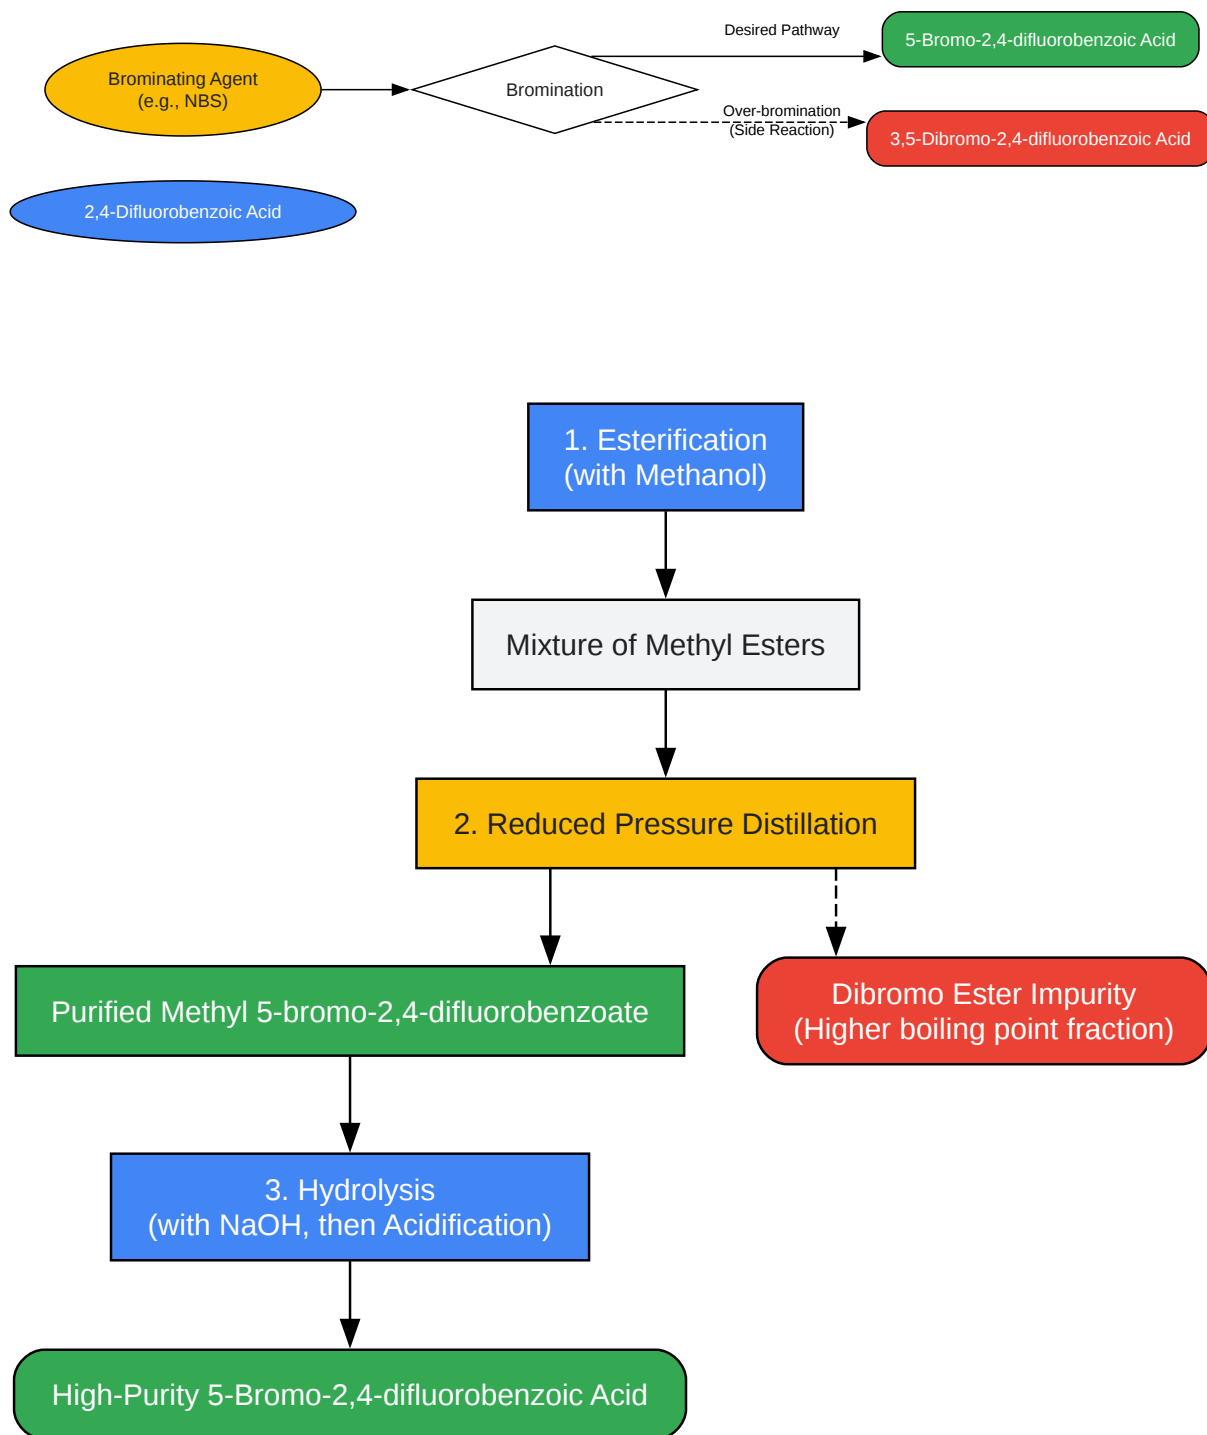 Desired Pathway
5-Bromo-2,4-difluorobenzoic Acid
Brominating Agent
(e.g., NBS)
Bromination
Over-bromination
(Side Reaction)
3,5-Dibromo-2,4-difluorobenzoic Acid
2,4-Difluorobenzoic Acid
1. Esterification
(with Methanol)
Mixture of Methyl Esters
2. Reduced Pressure Distillation
Purified Methyl 5-bromo-2,4-difluorobenzoate
Dibromo Ester Impurity
(Higher boiling point fraction)
3. Hydrolysis
(with NaOH, then Acidification)
High-Purity 5-Bromo-2,4-difluorobenzoic Acid